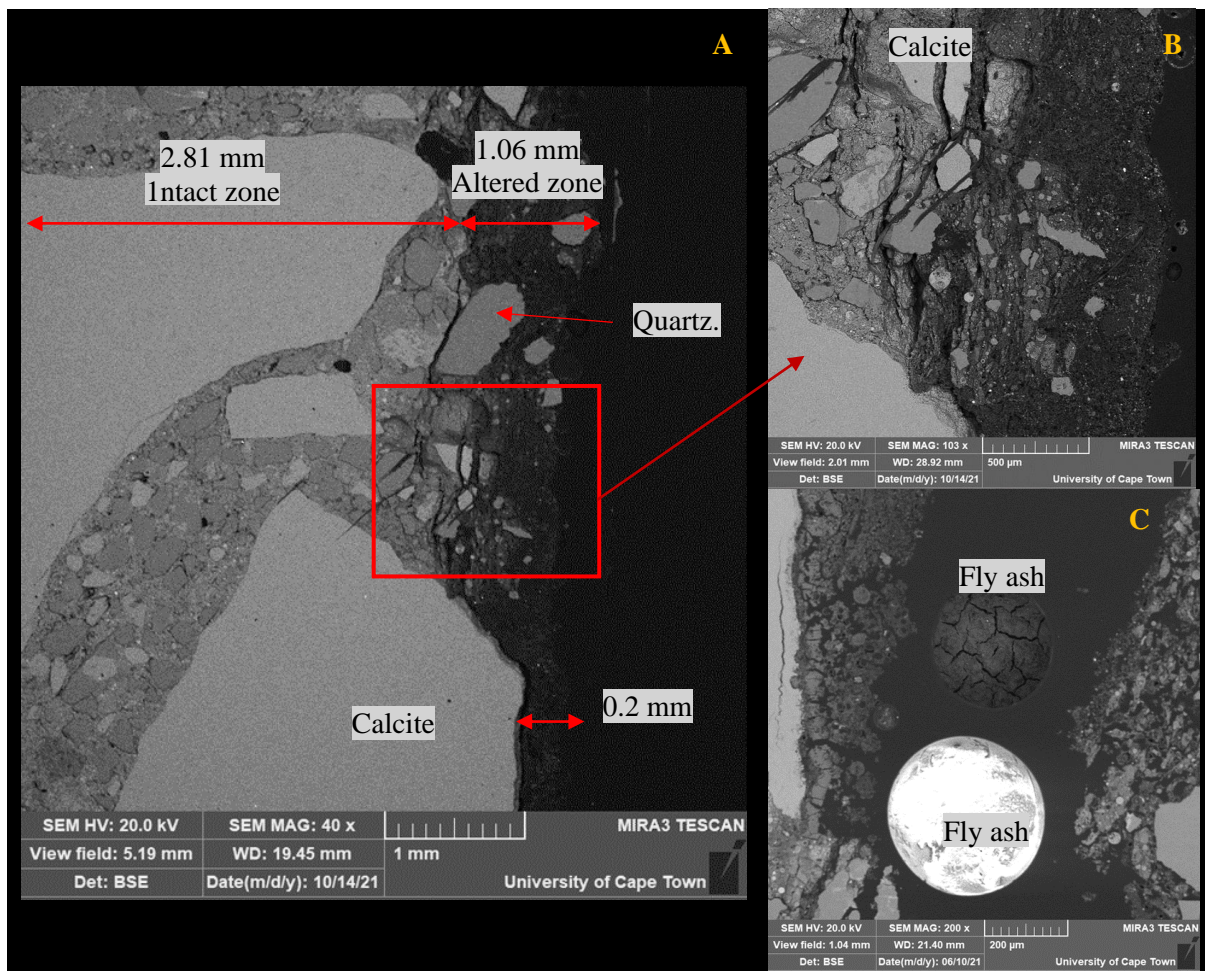 A
2.81 mm
1ntact zone
1.06 mm
Altered zone
Quartz.
Calcite
0.2 mm
SEM HV: 20.0 kV
SEM MAG: 40 x
MIRA3 TESCAN
View field: 5.19 mm
WD: 19.45 mm
1 mm
Det: BSE
Date(m/d/y): 10/14/21
University of Cape Town
Calcite
B
SEM HV: 20.0 kV
SEM MAG: 103 x
MIRA3 TESCAN
View field: 2.01 mm
WD: 28.92 mm
500 µm
Det: BSE
Date(m/d/y): 10/14/21
University of Cape Town
C
Fly ash
Fly ash
SEM HV: 20.0 kV
SEM MAG: 200 x
MIRA3 TESCAN
View field: 1.04 mm
WD: 21.40 mm
200 µm
Det: BSE
Date(m/d/y): 06/10/21
University of Cape Town